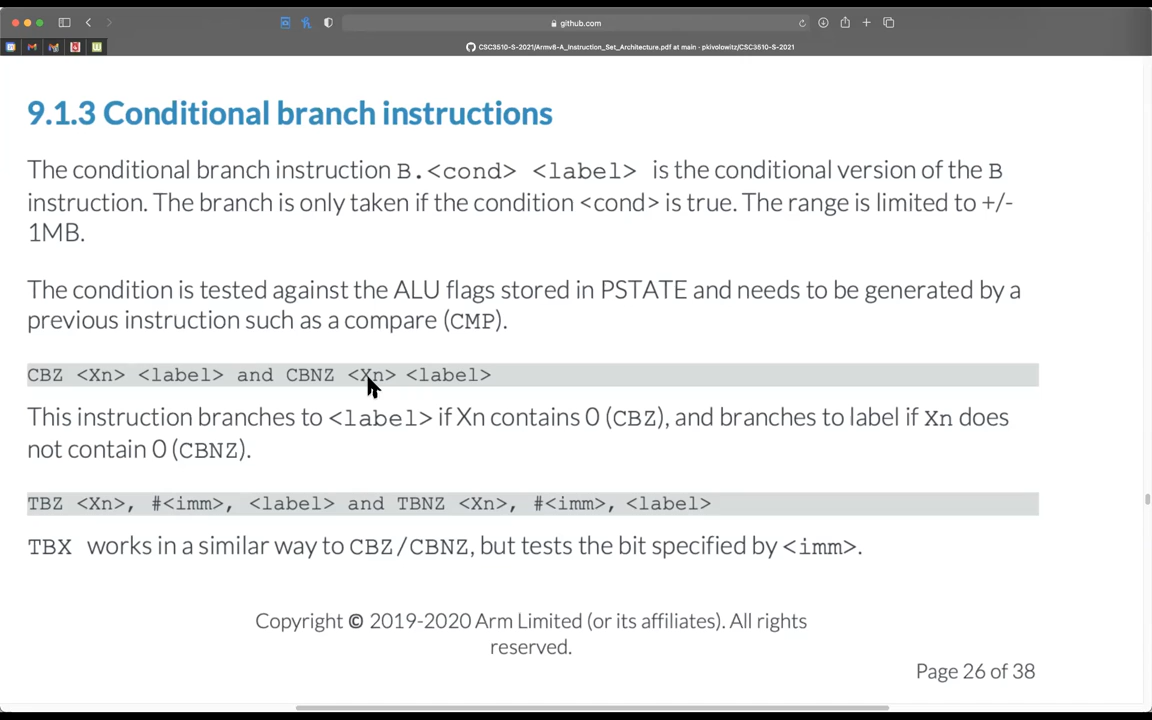 github.com
CSC3510-S-2021/Armv8-A_Instruction_Set_Architecture.pdf at main · pkivolowitz/CSC3510-S-2021
9.1.3 Conditional branch instructions
The conditional branch instruction B.<cond> <label> is the conditional version of the B
instruction. The branch is only taken if the condition <cond> is true. The range is limited to +/-
1MB.
The condition is tested against the ALU flags stored in PSTATE and needs to be generated by a
previous instruction such as a compare (CMP).
CBZ <Xn> <label> and CBNZ <Xn> <label>
This instruction branches to <label> if Xn contains 0 (CBZ), and branches to label if Xn does
not contain 0 (CBNZ).
TBZ <Xn>, #<imm>, <label> and TBNZ <Xn>, #<imm>, <label>
TBX works in a similar way to CBZ/CBNZ, but tests the bit specified by <imm>.
Copyright © 2019-2020 Arm Limited (or its affiliates). All rights
reserved.
Page 26 of 38